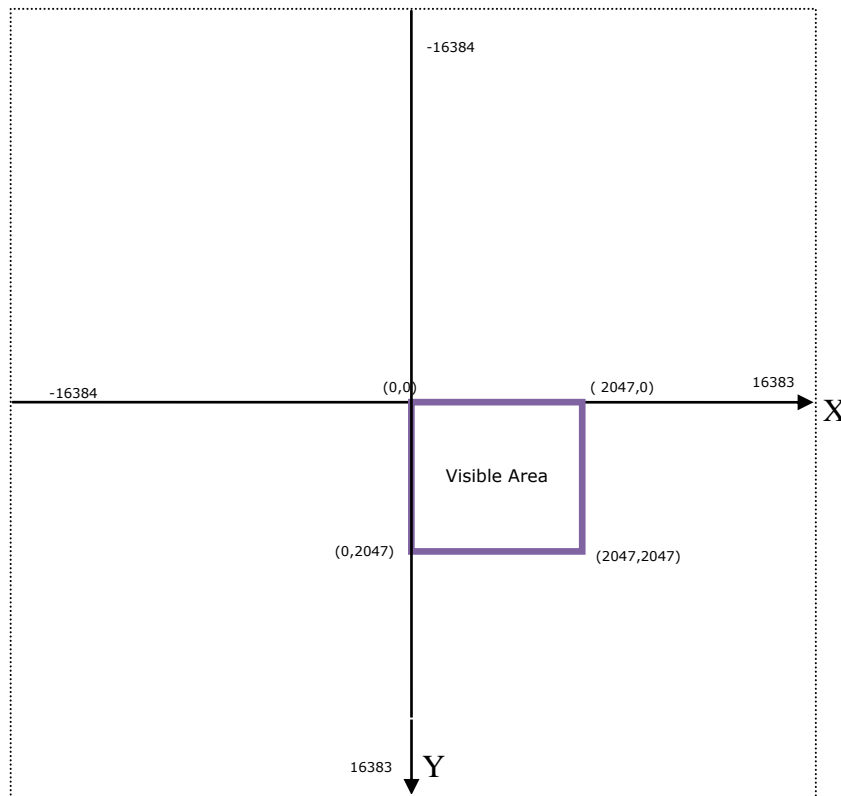 -16384
-16384
(0,0)
( 2047,0)
16383
X
Visible Area
(0,2047)
(2047,2047)
16383
Y